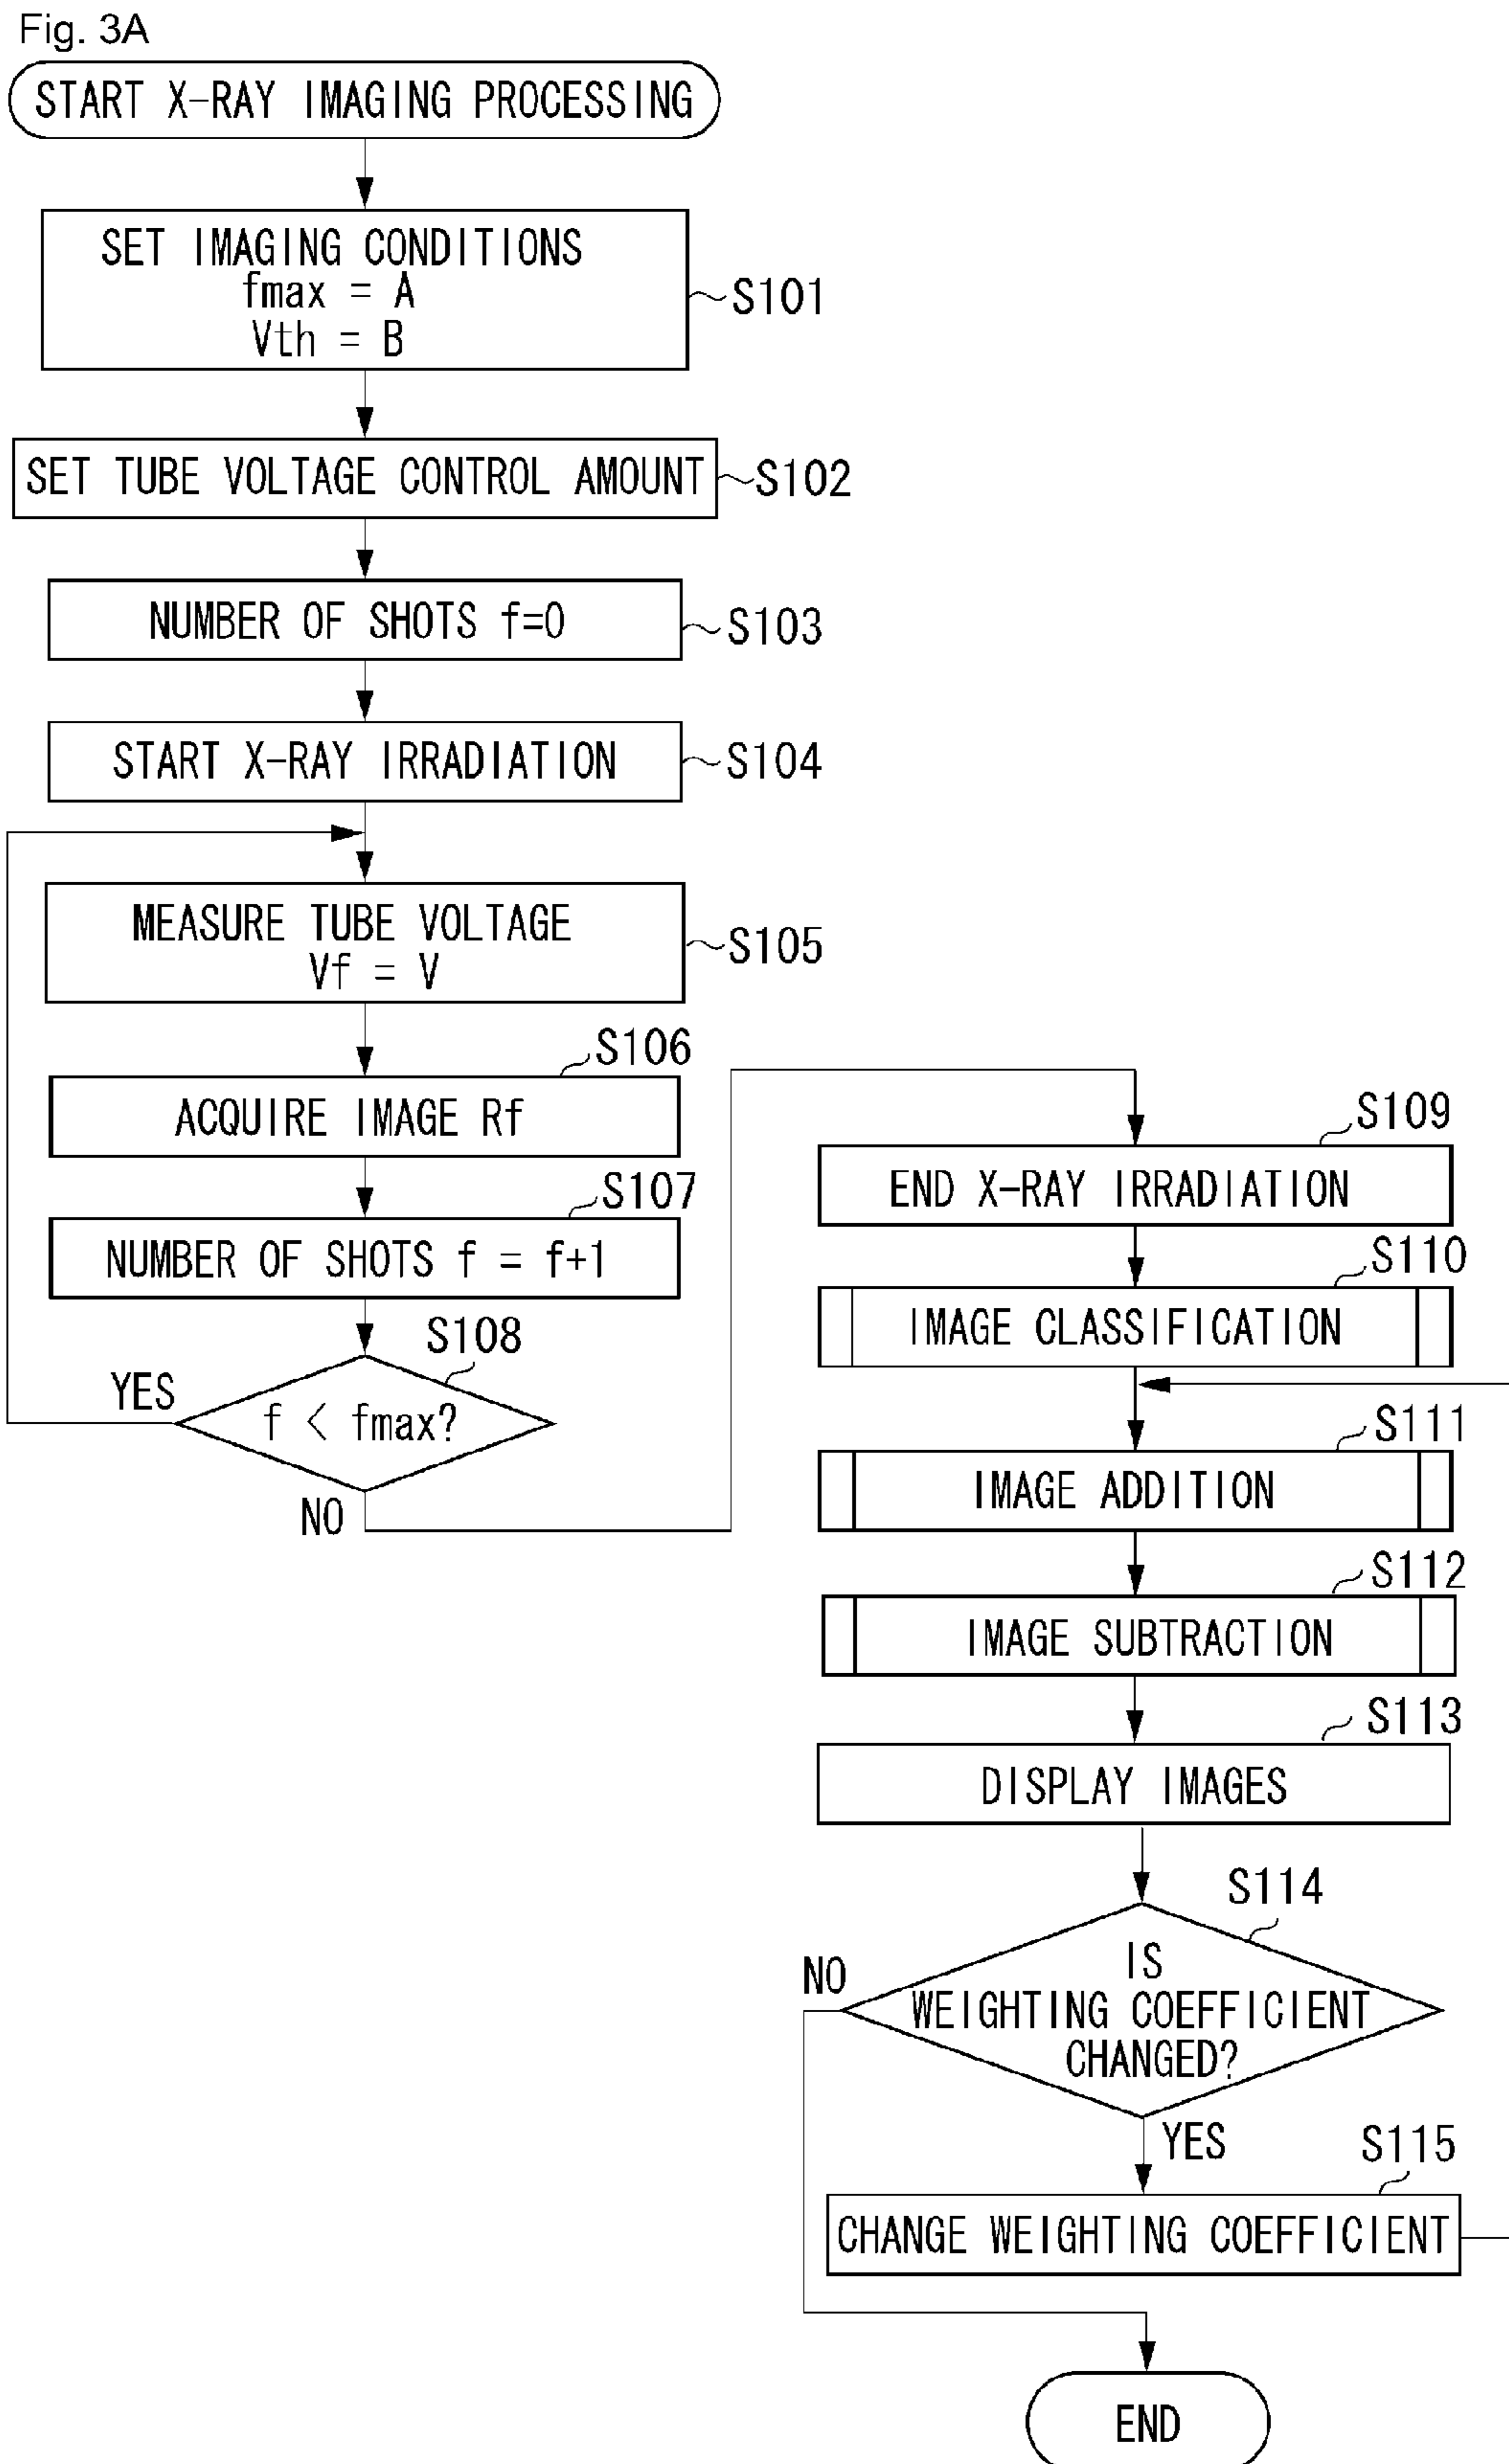 Fig. 3A
START X-RAY IMAGING PROCESSING
SET IMAGING CONDITIONS
fmax = A
Vth = B
S101
SET TUBE VOLTAGE CONTROL AMOUNT
S102
NUMBER OF SHOTS f=0
S103
START X-RAY IRRADIATION
S104
MEASURE TUBE VOLTAGE
Vf = V
S105
S106
ACQUIRE IMAGE Rf
S107
NUMBER OF SHOTS f = f+1
S108
YES
f < fmax?
NO
S109
END X-RAY IRRADIATION
S110
IMAGE CLASSIFICATION
S111
IMAGE ADDITION
S112
IMAGE SUBTRACTION
S113
DISPLAY IMAGES
S114
NO
IS
WEIGHTING COEFFICIENT
CHANGED?
YES
S115
CHANGE WEIGHTING COEFFICIENT
END